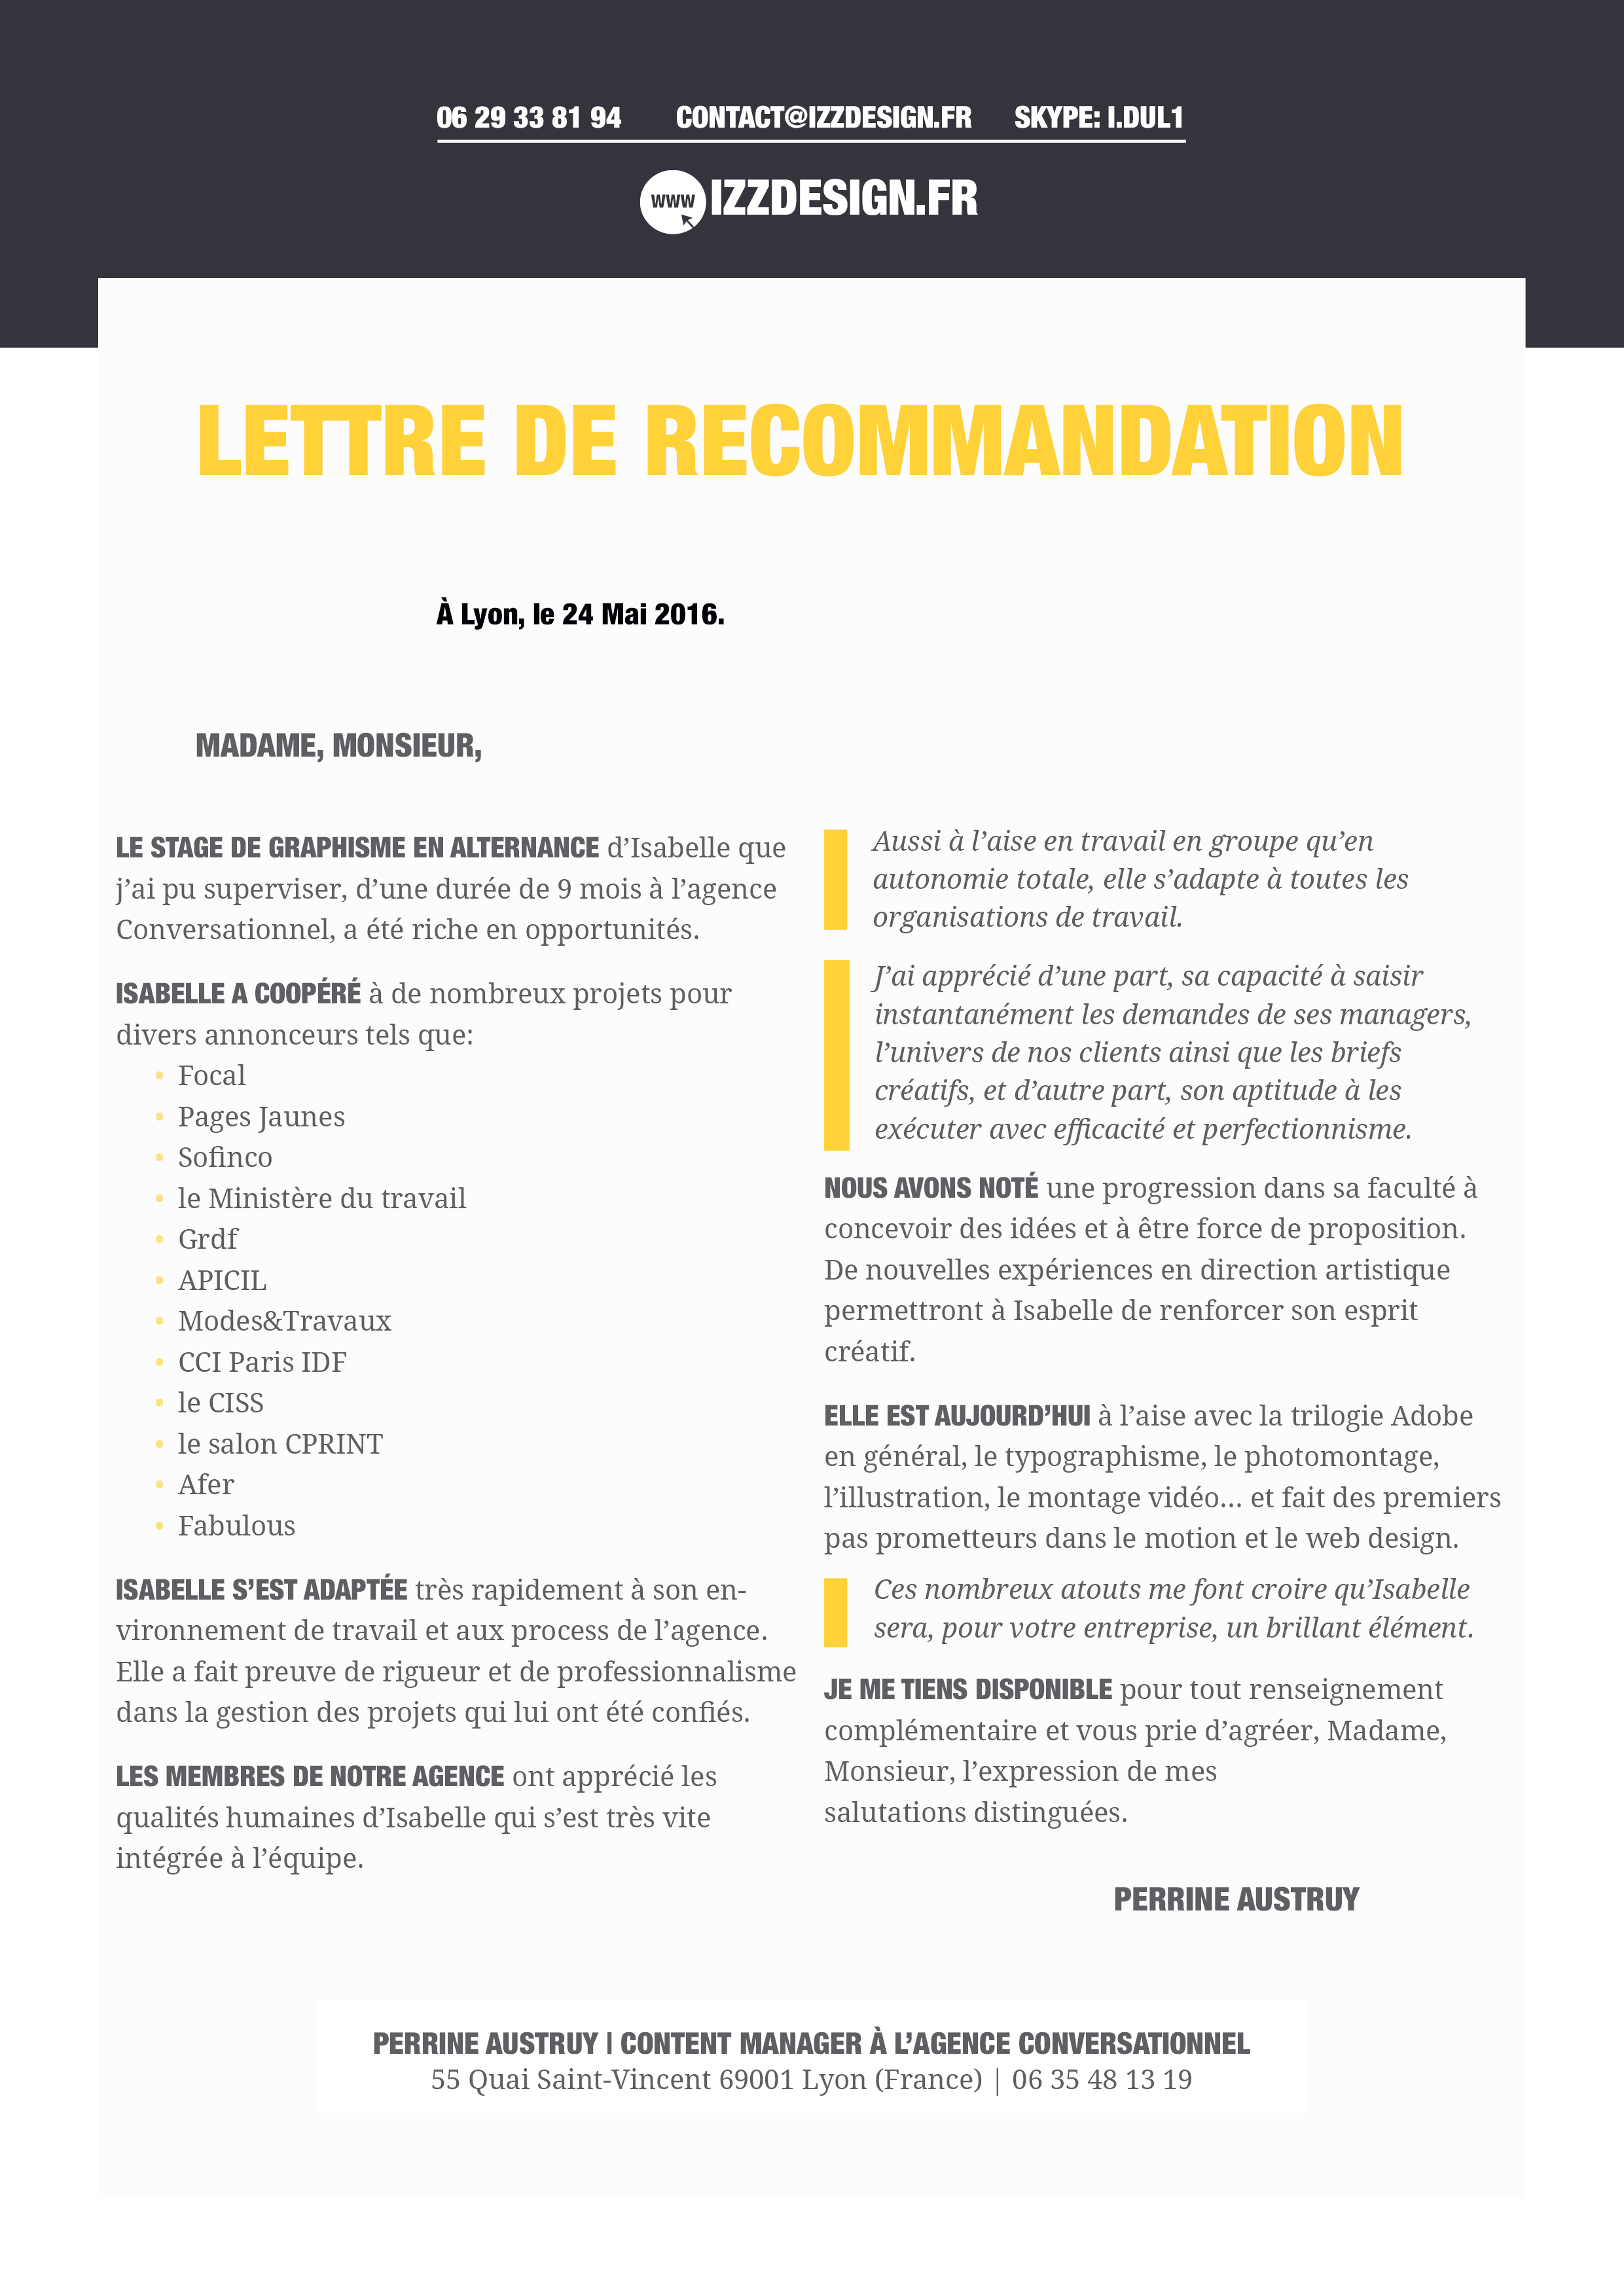 06 29 33 81 94 CONTACT@IZZDESIGN.FR SKYPE: I.DUL1
WWW IZZDESIGN.FR
LETTRE DE RECOMMANDATION
À Lyon, le 24 Mai 2016.
MADAME, MONSIEUR,
LE STAGE DE GRAPHISME EN ALTERNANCE d’Isabelle que
j’ai pu superviser, d’une durée de 9 mois à l’agence
Conversationnel, a été riche en opportunités.
ISABELLE A COOPÉRÉ à de nombreux projets pour
divers annonceurs tels que:
• Focal
• Pages Jaunes
• Sofinco
• le Ministère du travail
• Grdf
• APICIL
• Modes&Travaux
• CCI Paris IDF
• le CISS
• le salon CPRINT
• Afer
• Fabulous
ISABELLE S’EST ADAPTÉE très rapidement à son en-
vironnement de travail et aux process de l’agence.
Elle a fait preuve de rigueur et de professionnalisme
dans la gestion des projets qui lui ont été confiés.
LES MEMBRES DE NOTRE AGENCE ont apprécié les
qualités humaines d’Isabelle qui s’est très vite
intégrée à l’équipe.
Aussi à l’aise en travail en groupe qu’en
autonomie totale, elle s’adapte à toutes les
organisations de travail.
J’ai apprécié d’une part, sa capacité à saisir
instantanément les demandes de ses managers,
l’univers de nos clients ainsi que les briefs
créatifs, et d’autre part, son aptitude à les
exécuter avec efficacité et perfectionnisme.
NOUS AVONS NOTÉ une progression dans sa faculté à
concevoir des idées et à être force de proposition.
De nouvelles expériences en direction artistique
permettront à Isabelle de renforcer son esprit
créatif.
ELLE EST AUJOURD’HUI à l’aise avec la trilogie Adobe
en général, le typographisme, le photomontage,
l’illustration, le montage vidéo... et fait des premiers
pas prometteurs dans le motion et le web design.
Ces nombreux atouts me font croire qu’Isabelle
sera, pour votre entreprise, un brillant élément.
JE ME TIENS DISPONIBLE pour tout renseignement
complémentaire et vous prie d’agréer, Madame,
Monsieur, l’expression de mes
salutations distinguées.
PERRINE AUSTRUY
PERRINE AUSTRUY | CONTENT MANAGER À L’AGENCE CONVERSATIONNEL
55 Quai Saint-Vincent 69001 Lyon (France) | 06 35 48 13 19